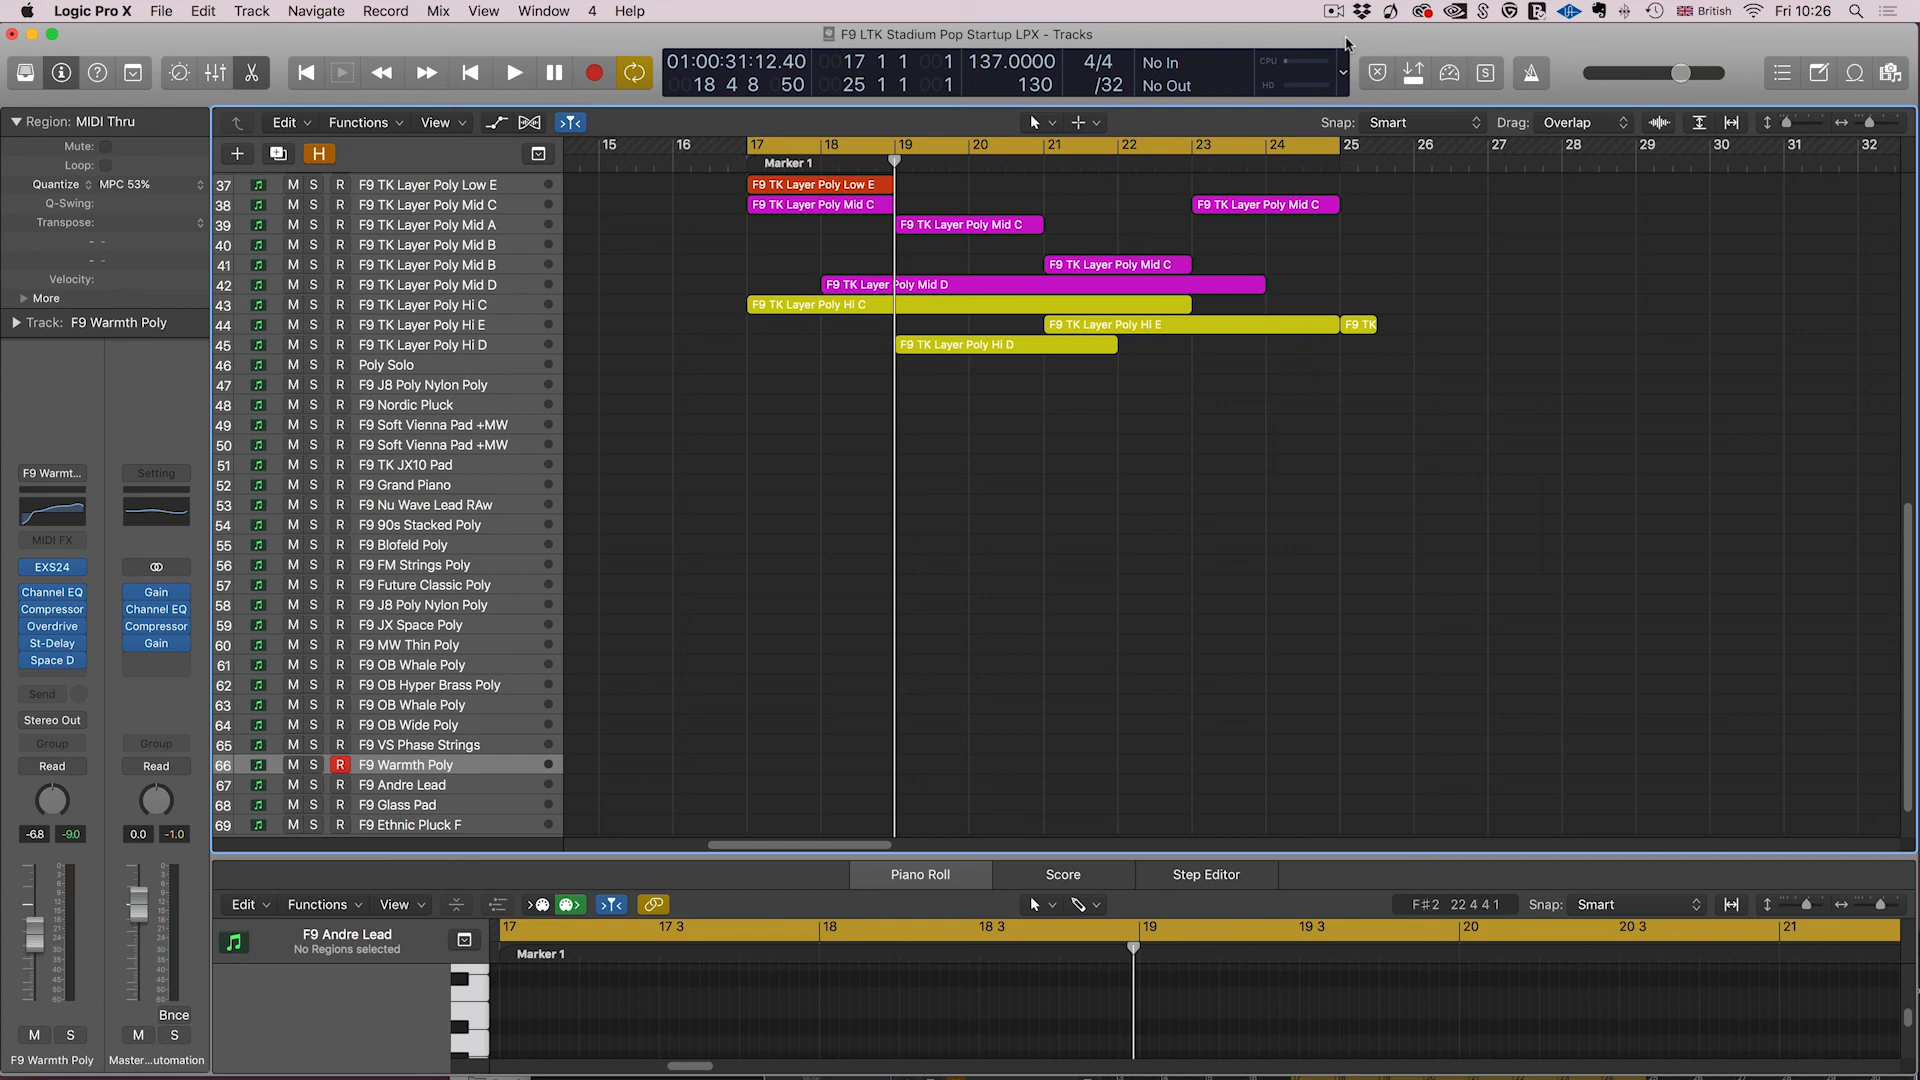 Logic Pro X File Edit Track Navigate Record Mix View Window 4 Help British Fri 10:26
F9 LTK Stadium Pop Startup LPX - Tracks
01:00:31:12.40 0017 1 1 001 137.0000 4/4 No In CPU
18 4 8 50 0025 1 1 001 130 /32 No Out HD
Region: MIDI Thru
Mute:
Loop:
Quantize MPC 53%
Q-Swing:
Transpose:
Velocity:
More
Track: F9 Warmth Poly
Edit Functions View Snap: Smart Drag: Overlap
H
15 16 17 18 19 20 21 22 23 24 25 26 27 28 29 30 31 32
Marker 1
37 M S R F9 TK Layer Poly Low E F9 TK Layer Poly Low E
38 M S R F9 TK Layer Poly Mid C F9 TK Layer Poly Mid C F9 TK Layer Poly Mid C
39 M S R F9 TK Layer Poly Mid A F9 TK Layer Poly Mid C
40 M S R F9 TK Layer Poly Mid B
41 M S R F9 TK Layer Poly Mid B F9 TK Layer Poly Mid C
42 M S R F9 TK Layer Poly Mid D F9 TK Layer Poly Mid D
43 M S R F9 TK Layer Poly Hi C F9 TK Layer Poly Hi C
44 M S R F9 TK Layer Poly Hi E F9 TK Layer Poly Hi E F9 TK
45 M S R F9 TK Layer Poly Hi D F9 TK Layer Poly Hi D
46 M S R Poly Solo
47 M S R F9 J8 Poly Nylon Poly
48 M S R F9 Nordic Pluck
49 M S R F9 Soft Vienna Pad +MW
50 M S R F9 Soft Vienna Pad +MW
51 M S R F9 TK JX10 Pad
52 M S R F9 Grand Piano
53 M S R F9 Nu Wave Lead RAw
54 M S R F9 90s Stacked Poly
55 M S R F9 Blofeld Poly
56 M S R F9 FM Strings Poly
57 M S R F9 Future Classic Poly
58 M S R F9 J8 Poly Nylon Poly
59 M S R F9 JX Space Poly
60 M S R F9 MW Thin Poly
61 M S R F9 OB Whale Poly
62 M S R F9 OB Hyper Brass Poly
63 M S R F9 OB Whale Poly
64 M S R F9 OB Wide Poly
65 M S R F9 VS Phase Strings
66 M S R F9 Warmth Poly
67 M S R F9 Andre Lead
68 M S R F9 Glass Pad
69 M S R F9 Ethnic Pluck F
F9 Warmt... Setting
MIDI FX
EXS24
Channel EQ Gain
Compressor Channel EQ
Overdrive Compressor
St-Delay Gain
Space D
Send
Stereo Out
Group Group
Read Read
-6.8 -9.0 0.0 -1.0
Bnce
M S M S
F9 Warmth Poly Master...utomation
Piano Roll Score Step Editor
Edit Functions View F#2 22 4 4 1 Snap: Smart
F9 Andre Lead
No Regions selected
17 17 3 18 18 3 19 19 3 20 20 3 21
Marker 1